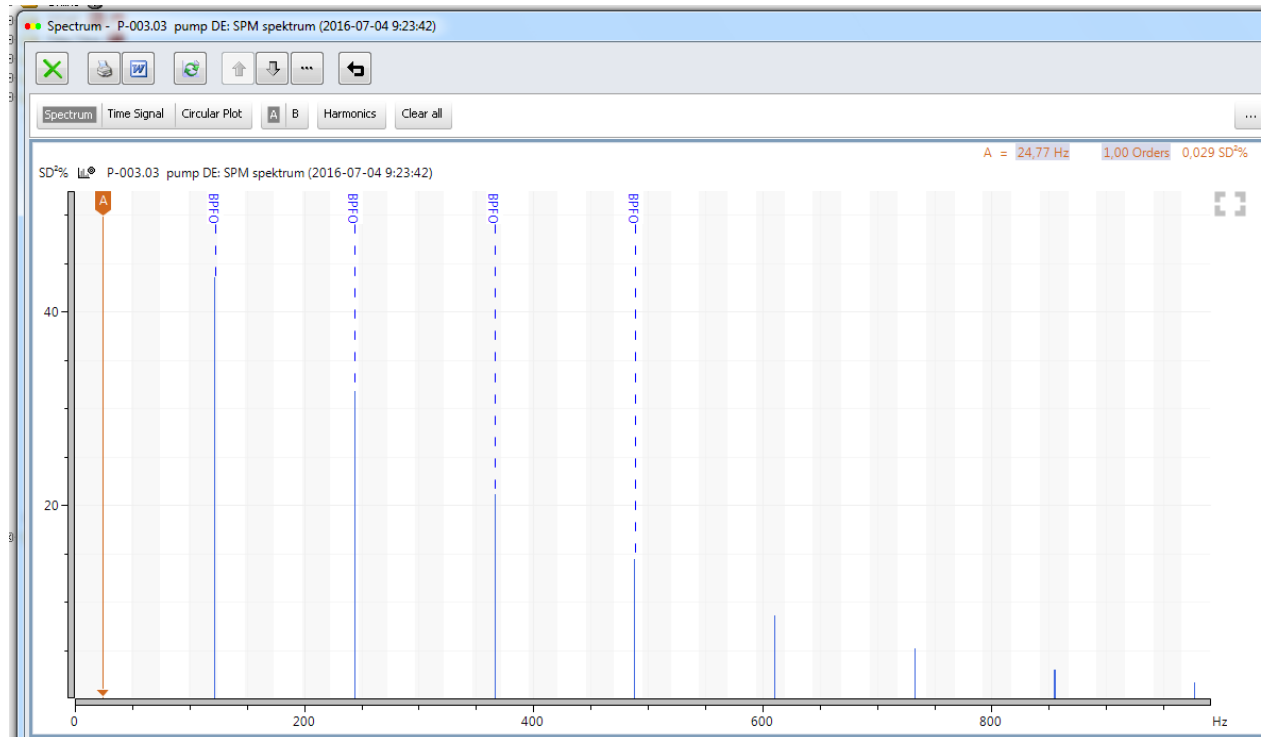 Spectrum - P-003.03 pump DE: SPM spektrum (2016-07-04 9:23:42)
W ...
Spectrum Time Signal Circular Plot A B Harmonics Clear all ...
A = 24,77 Hz 1,00 Orders 0,029 SD²%
SD²% P-003.03 pump DE: SPM spektrum (2016-07-04 9:23:42)
A BPFO BPFO BPFO BPFO
40
20
0 200 400 600 800 Hz